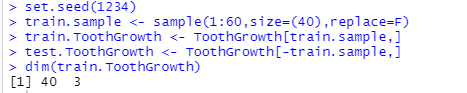 > set.seed(1234)
> train.sample <- sample(1:60,size=(40),replace=F)
> train.ToothGrowth <- ToothGrowth[train.sample,]
> test.ToothGrowth <- ToothGrowth[-train.sample,]
> dim(train.ToothGrowth)
[1] 40  3